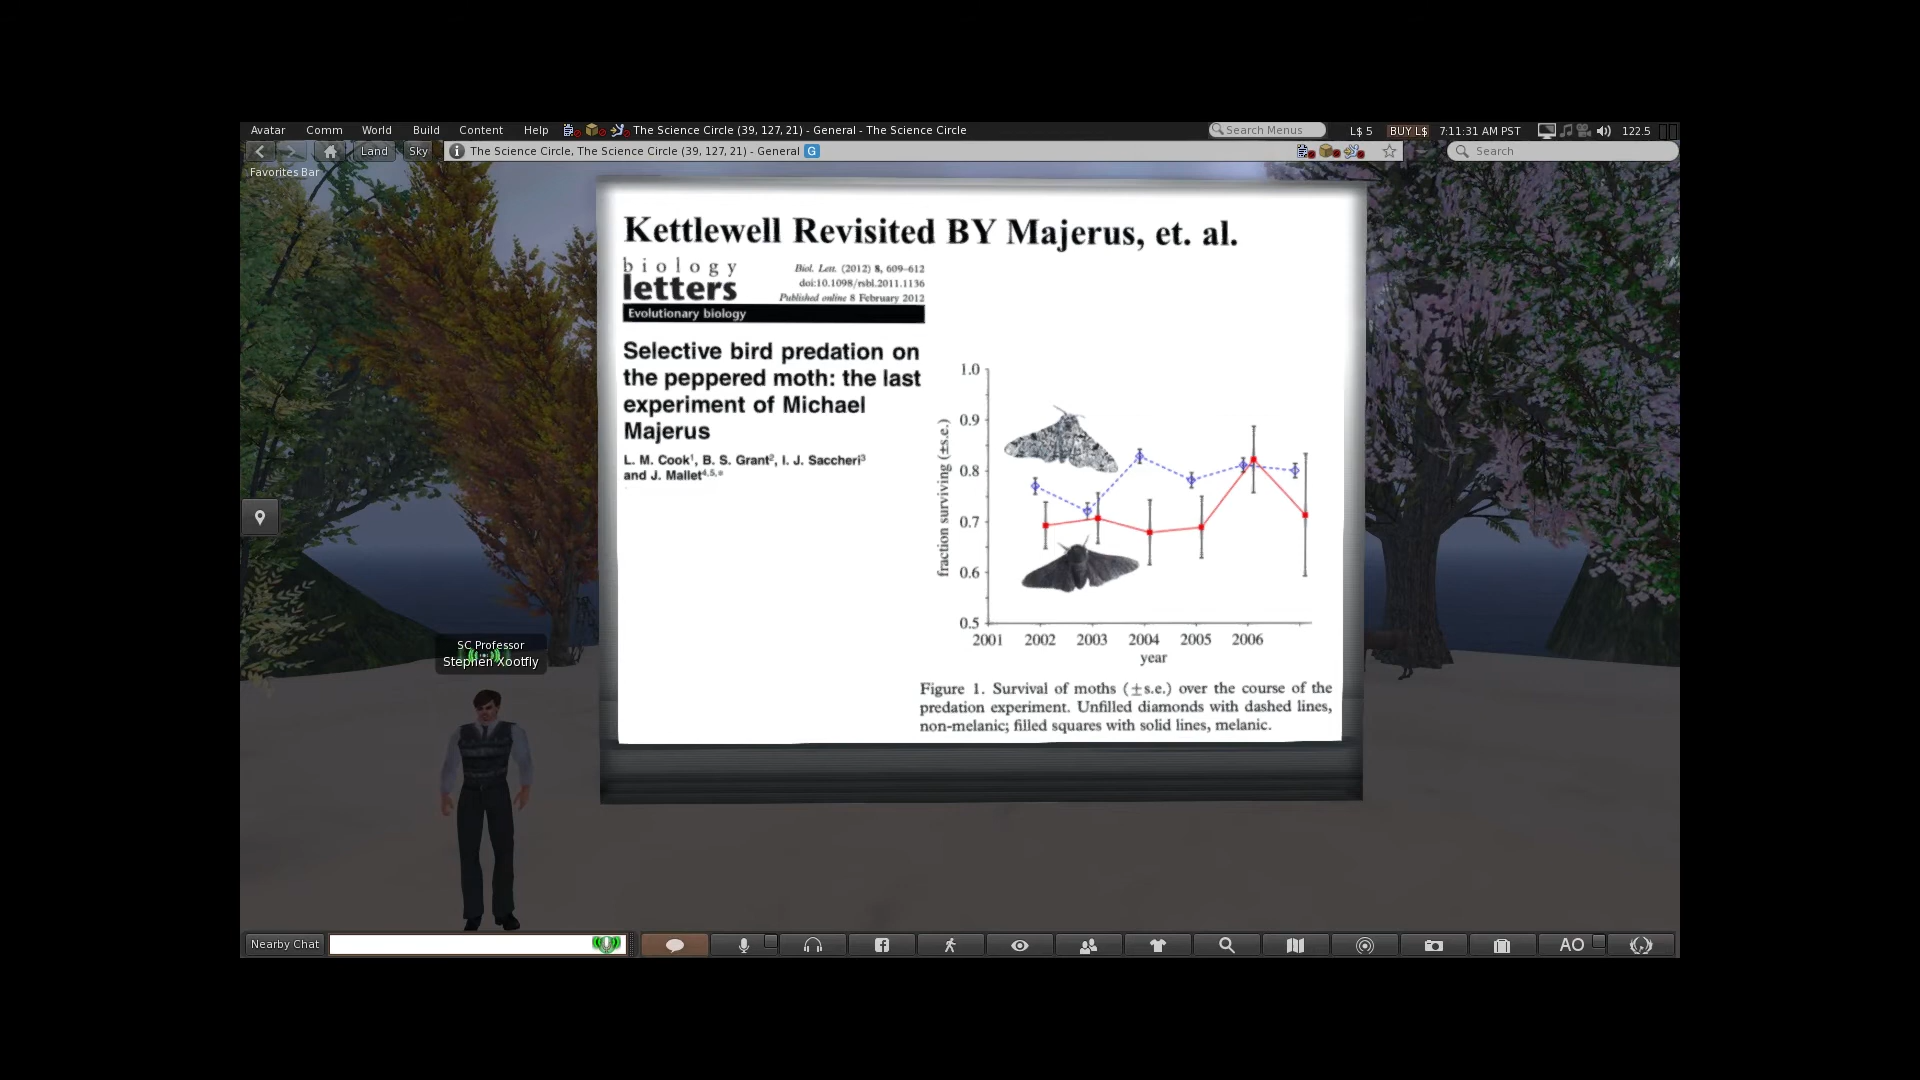 Avatar Comm World Build Content Help The Science Circle (39, 127, 21) - General - The Science Circle Search Menus L$ 5 BUY L$ 7:11:31 AM PST 122.5
Land Sky The Science Circle, The Science Circle (39, 127, 21) - General G Search
Favorites Bar
Kettlewell Revisited BY Majerus, et. al.
biology
letters
Biol. Lett. (2012) 8, 609–612
doi:10.1098/rsbl.2011.1136
Published online 8 February 2012
Evolutionary biology
Selective bird predation on
the peppered moth: the last
experiment of Michael
Majerus
L. M. Cook1, B. S. Grant2, I. J. Saccheri3
and J. Mallet4,5,*
1.0
0.9
0.8
0.7
0.6
0.5
fraction surviving (±s.e.)
2001 2002 2003 2004 2005 2006
year
Figure 1. Survival of moths (±s.e.) over the course of the
predation experiment. Unfilled diamonds with dashed lines,
non-melanic; filled squares with solid lines, melanic.
SC Professor
Stephen Xootfly
Nearby Chat AO